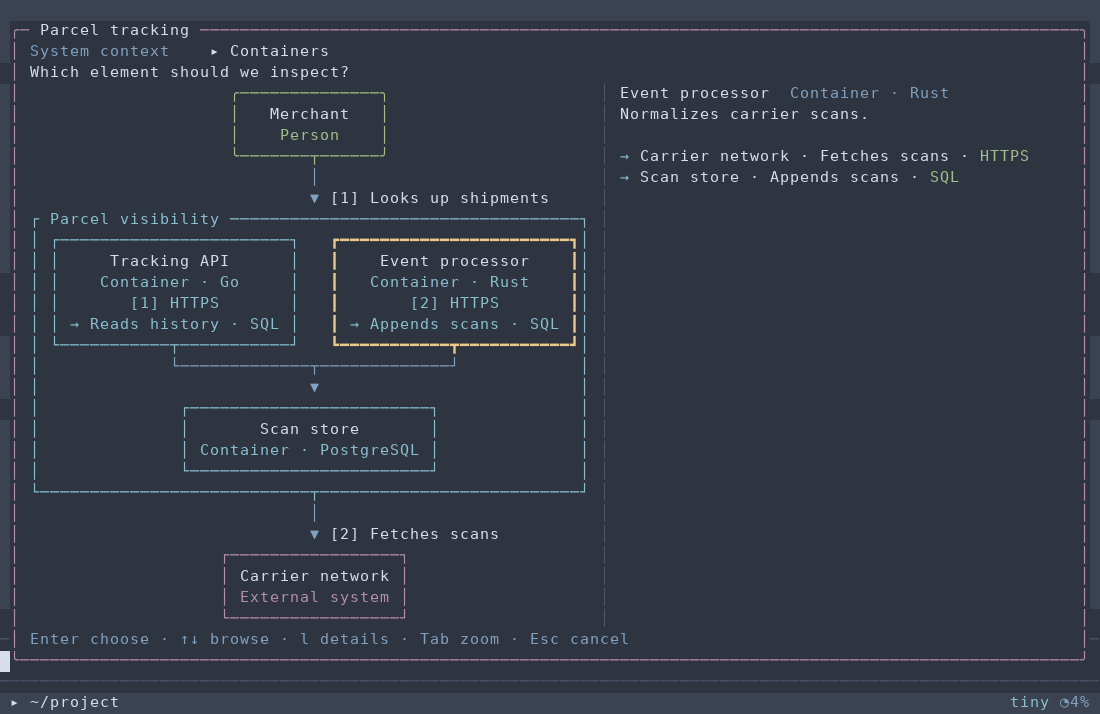 Parcel tracking
System context ▸ Containers
Which element should we inspect?
Merchant
Person
▼ [1] Looks up shipments
Parcel visibility
Tracking API
Container · Go
[1] HTTPS
→ Reads history · SQL
Event processor
Container · Rust
[2] HTTPS
→ Appends scans · SQL
▼
Scan store
Container · PostgreSQL
▼ [2] Fetches scans
Carrier network
External system
Event processor  Container · Rust
Normalizes carrier scans.
→ Carrier network · Fetches scans · HTTPS
→ Scan store · Appends scans · SQL
Enter choose · ↑↓ browse · l details · Tab zoom · Esc cancel
▸ ~/project
tiny ◔4%